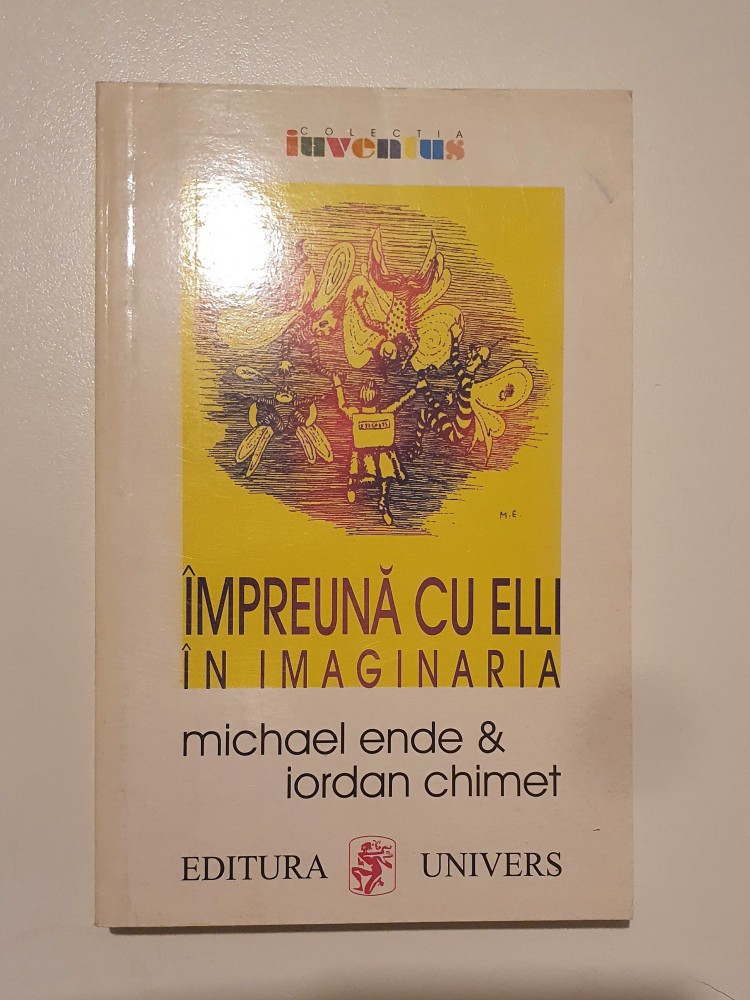 COLECTIA
iuventus
M.E.
ÎMPREUNĂ CU ELLI
ÎN IMAGINARIA
michael ende &
iordan chimet
EDITURA UNIVERS